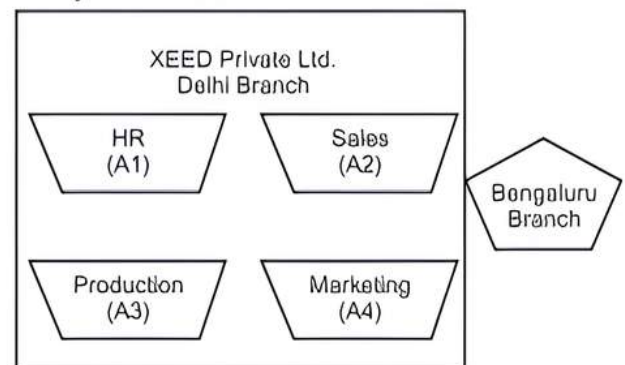 XEED Private Ltd.
Delhi Branch
HR
(A1)
Sales
(A2)
Bengaluru
Branch
Production
(A3)
Marketing
(A4)